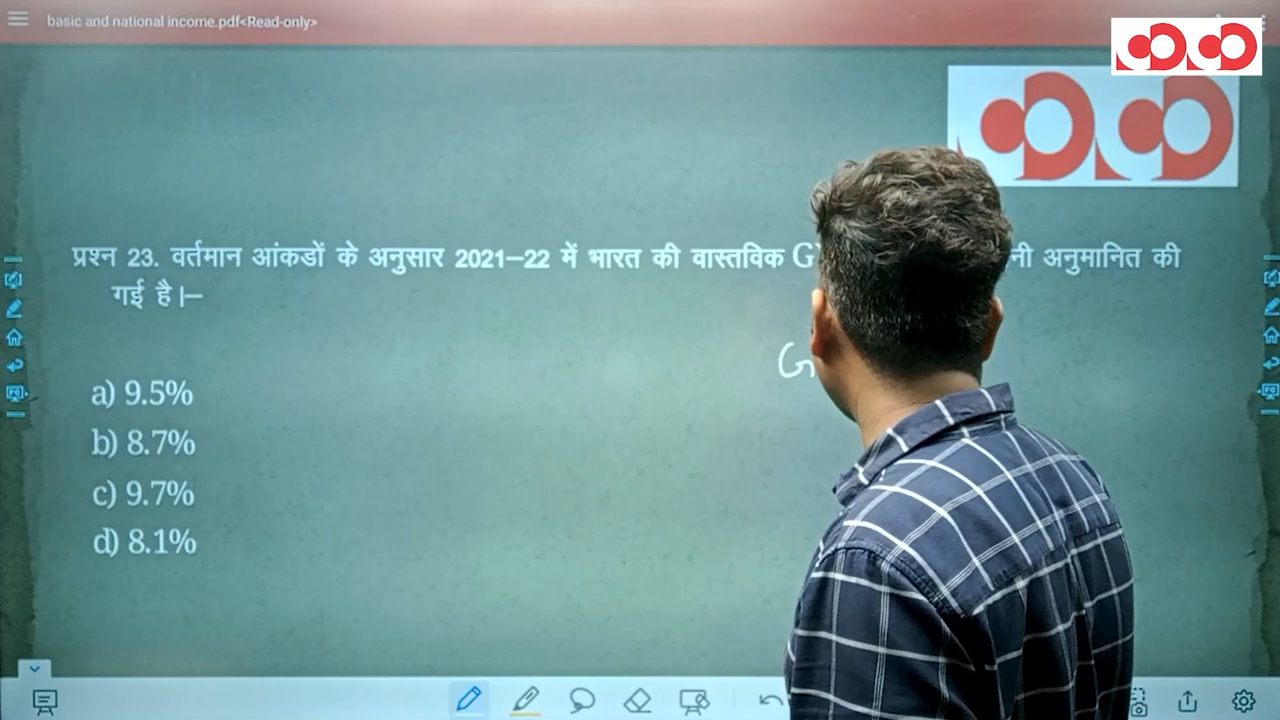 basic and national income.pdf<Read-only>
प्रश्न 23. वर्तमान आंकडों के अनुसार 2021–22 में भारत की वास्तविक अनुमानित की
गई है।–
G
a) 9.5%
b) 8.7%
c) 9.7%
d) 8.1%